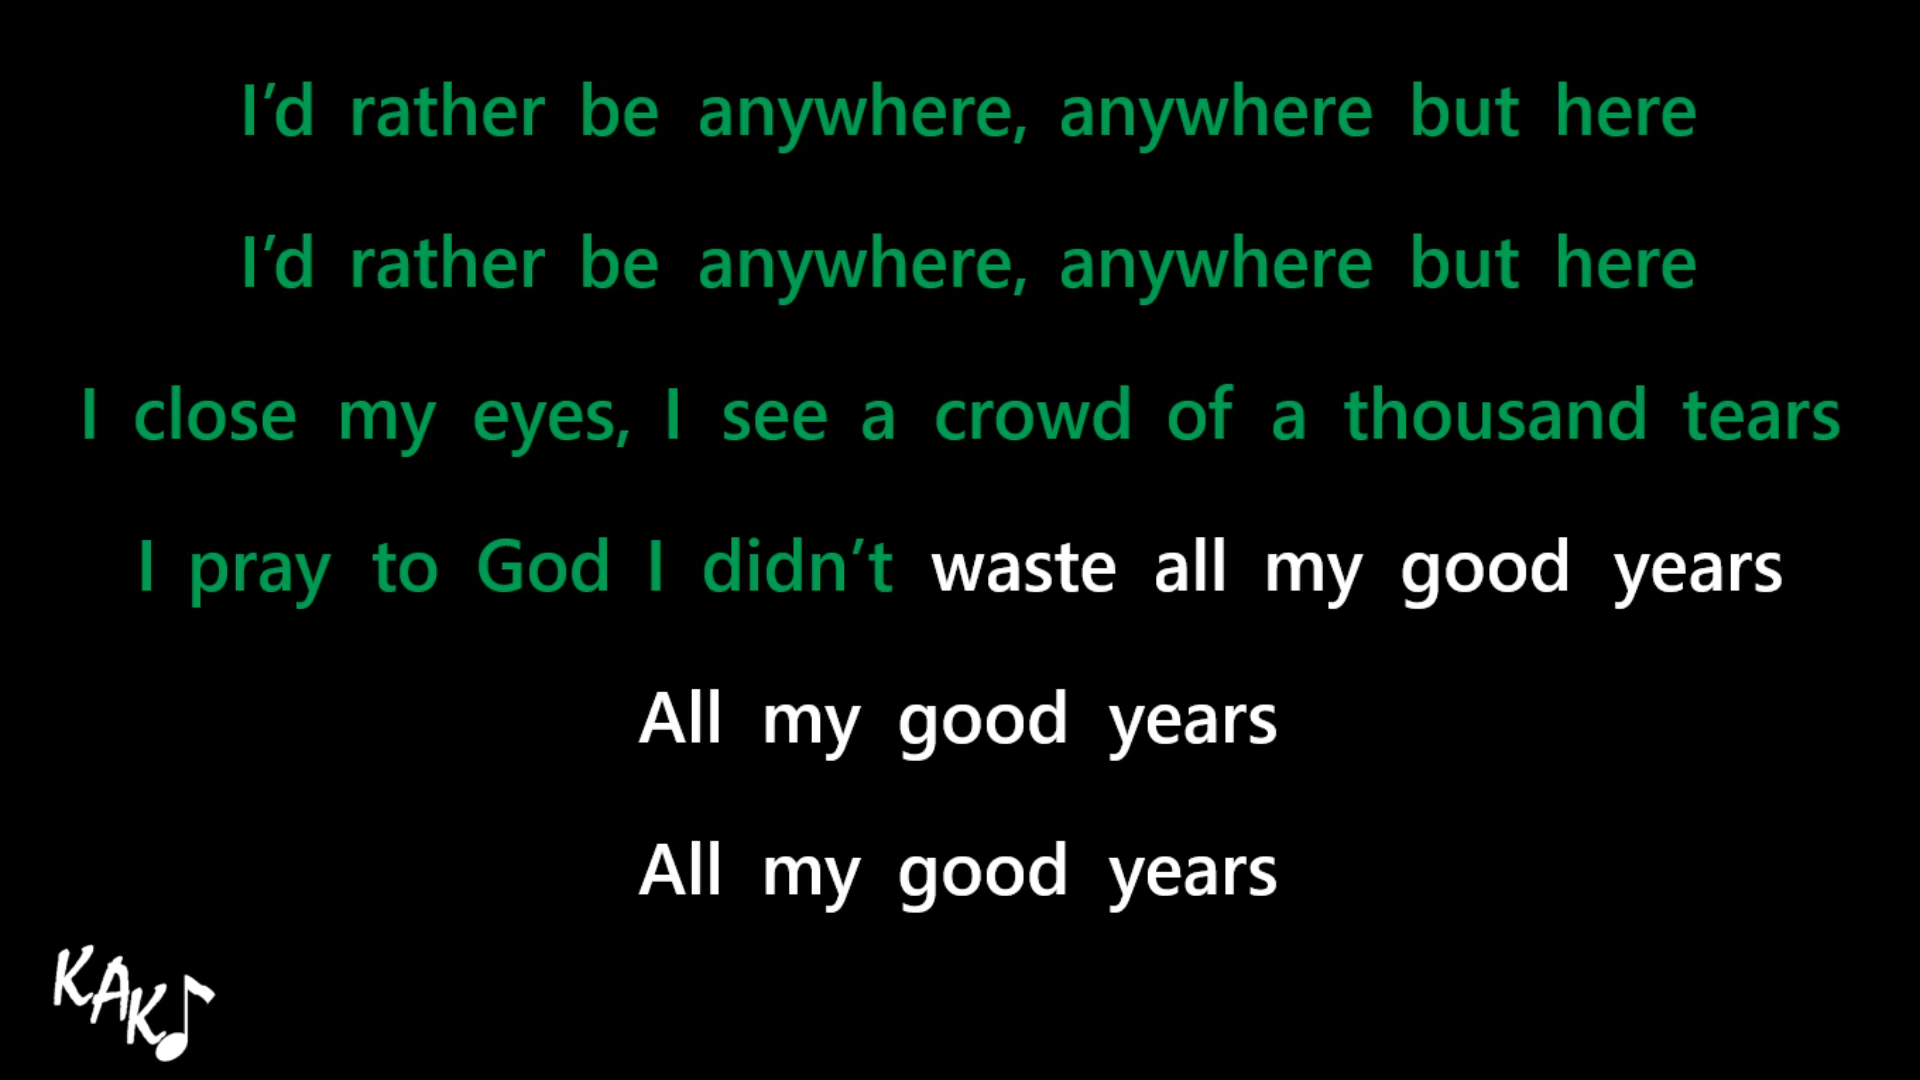 I’d rather be anywhere, anywhere but here
I’d rather be anywhere, anywhere but here
I close my eyes, I see a crowd of a thousand tears
I pray to God I didn’t waste all my good years
All my good years
All my good years
KAK